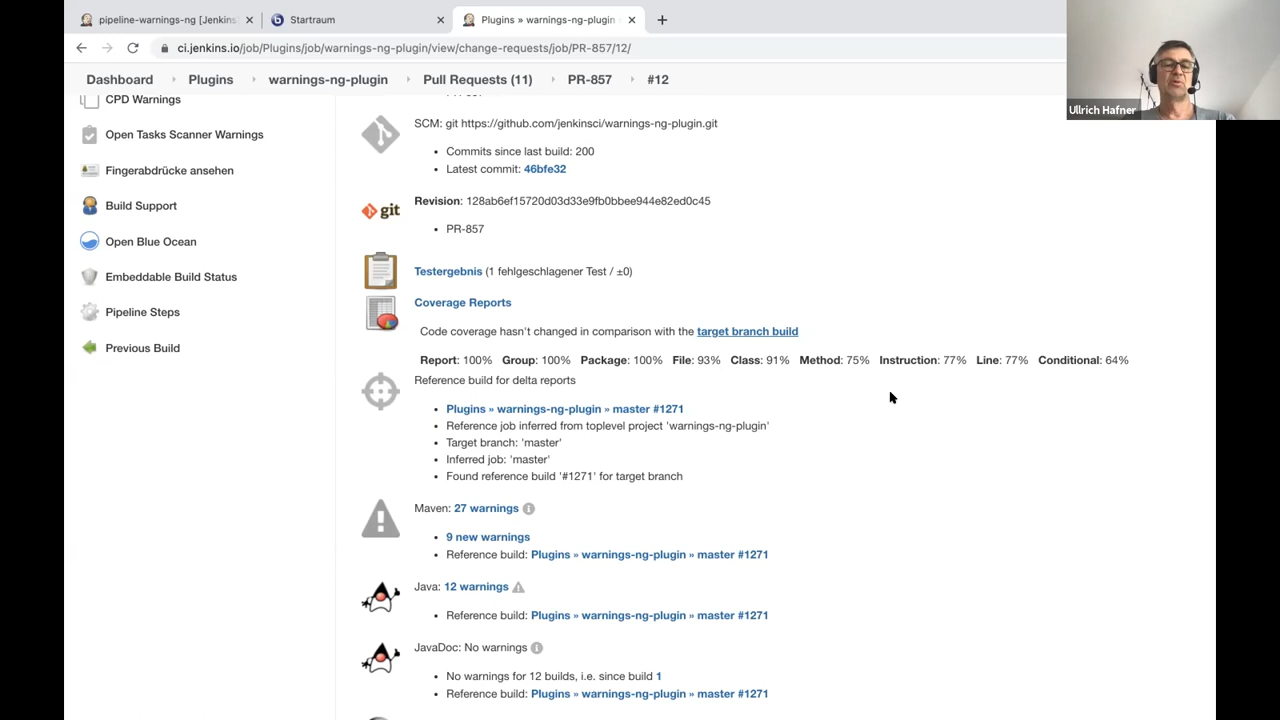 pipeline-warnings-ng [Jenkins
Startraum
Plugins » warnings-ng-plugin
ci.jenkins.io/job/Plugins/job/warnings-ng-plugin/view/change-requests/job/PR-857/12/
Dashboard Plugins warnings-ng-plugin Pull Requests (11) PR-857 #12
Ullrich Hafner
CPD Warnings
Open Tasks Scanner Warnings
Fingerabdrücke ansehen
Build Support
Open Blue Ocean
Embeddable Build Status
Pipeline Steps
Previous Build
SCM: git https://github.com/jenkinsci/warnings-ng-plugin.git
Commits since last build: 200
Latest commit: 46bfe32
git
Revision: 128ab6ef15720d03d33e9fb0bbee944e82ed0c45
PR-857
Testergebnis (1 fehlgeschlagener Test / ±0)
Coverage Reports
Code coverage hasn't changed in comparison with the target branch build
Report: 100% Group: 100% Package: 100% File: 93% Class: 91% Method: 75% Instruction: 77% Line: 77% Conditional: 64%
Reference build for delta reports
Plugins » warnings-ng-plugin » master #1271
Reference job inferred from toplevel project 'warnings-ng-plugin'
Target branch: 'master'
Inferred job: 'master'
Found reference build '#1271' for target branch
Maven: 27 warnings
9 new warnings
Reference build: Plugins » warnings-ng-plugin » master #1271
Java: 12 warnings
Reference build: Plugins » warnings-ng-plugin » master #1271
JavaDoc: No warnings
No warnings for 12 builds, i.e. since build 1
Reference build: Plugins » warnings-ng-plugin » master #1271